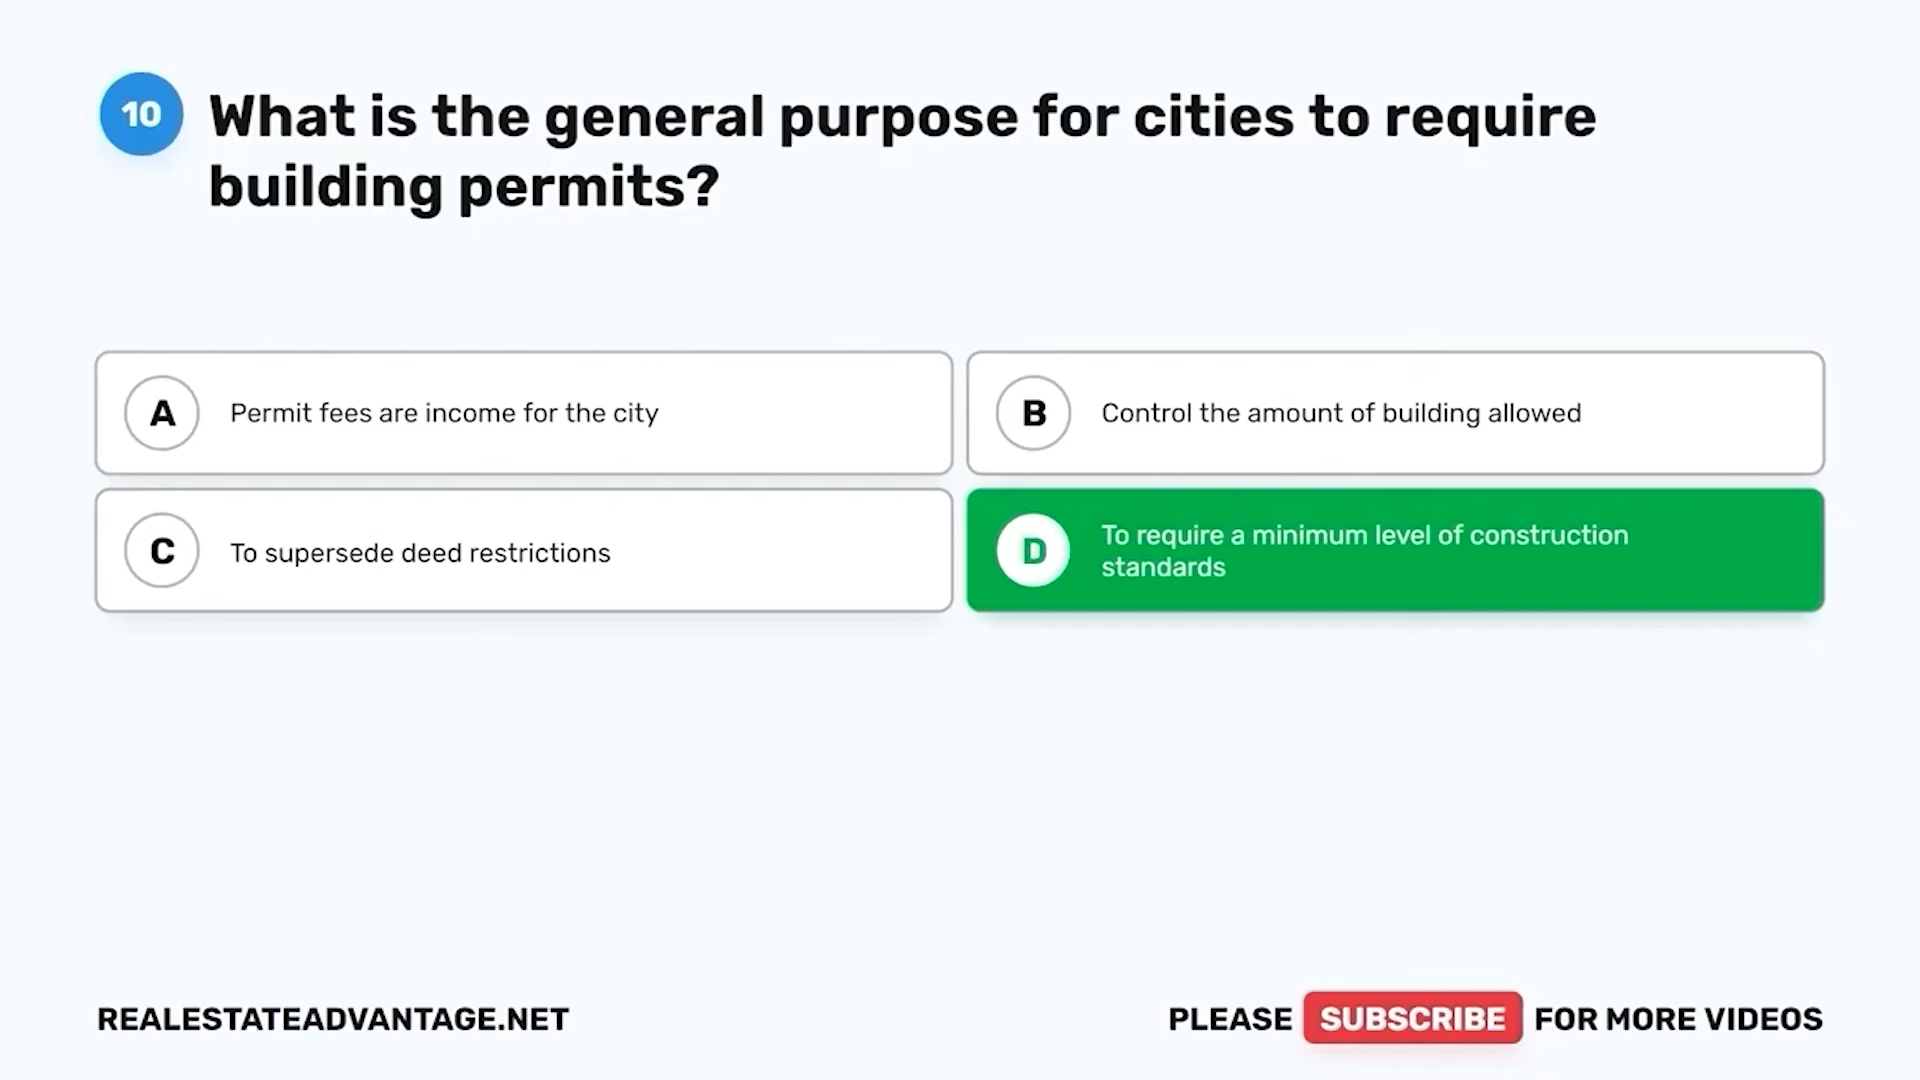 10
What is the general purpose for cities to require
building permits?
A
Permit fees are income for the city
B
Control the amount of building allowed
C
To supersede deed restrictions
D
To require a minimum level of construction
standards
REALESTATEADVANTAGE.NET
PLEASE SUBSCRIBE FOR MORE VIDEOS